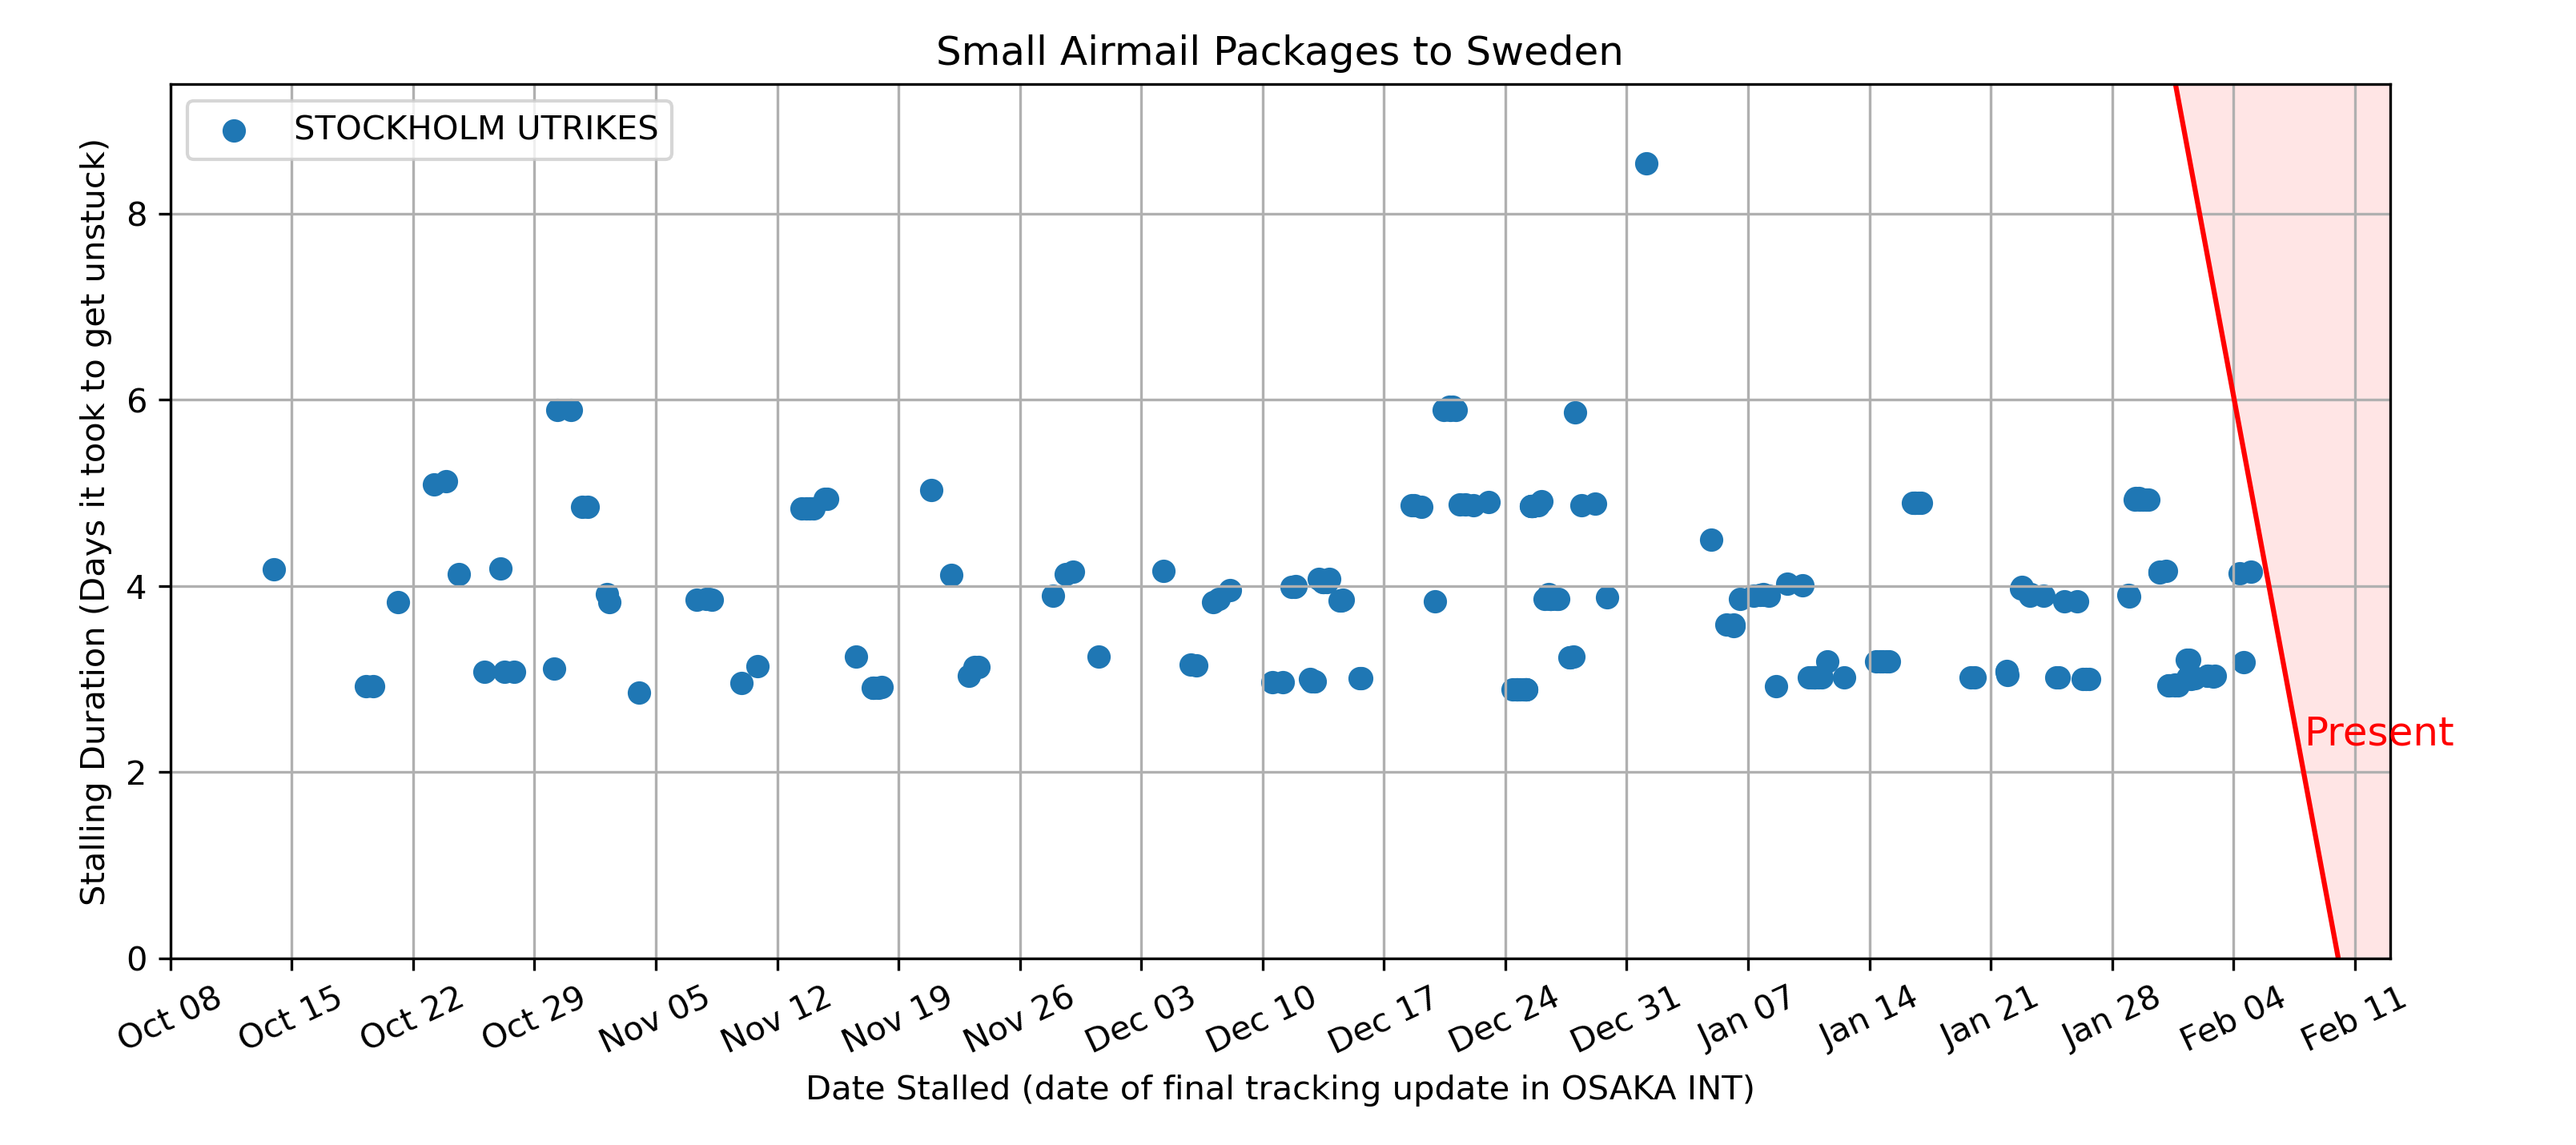 Small Airmail Packages to Sweden
STOCKHOLM UTRIKES
Stalling Duration (Days it took to get unstuck)
8
6
4
2
0
Present
Oct 08 Oct 15 Oct 22 Oct 29 Nov 05 Nov 12 Nov 19 Nov 26 Dec 03 Dec 10 Dec 17 Dec 24 Dec 31 Jan 07 Jan 14 Jan 21 Jan 28 Feb 04 Feb 11
Date Stalled (date of final tracking update in OSAKA INT)